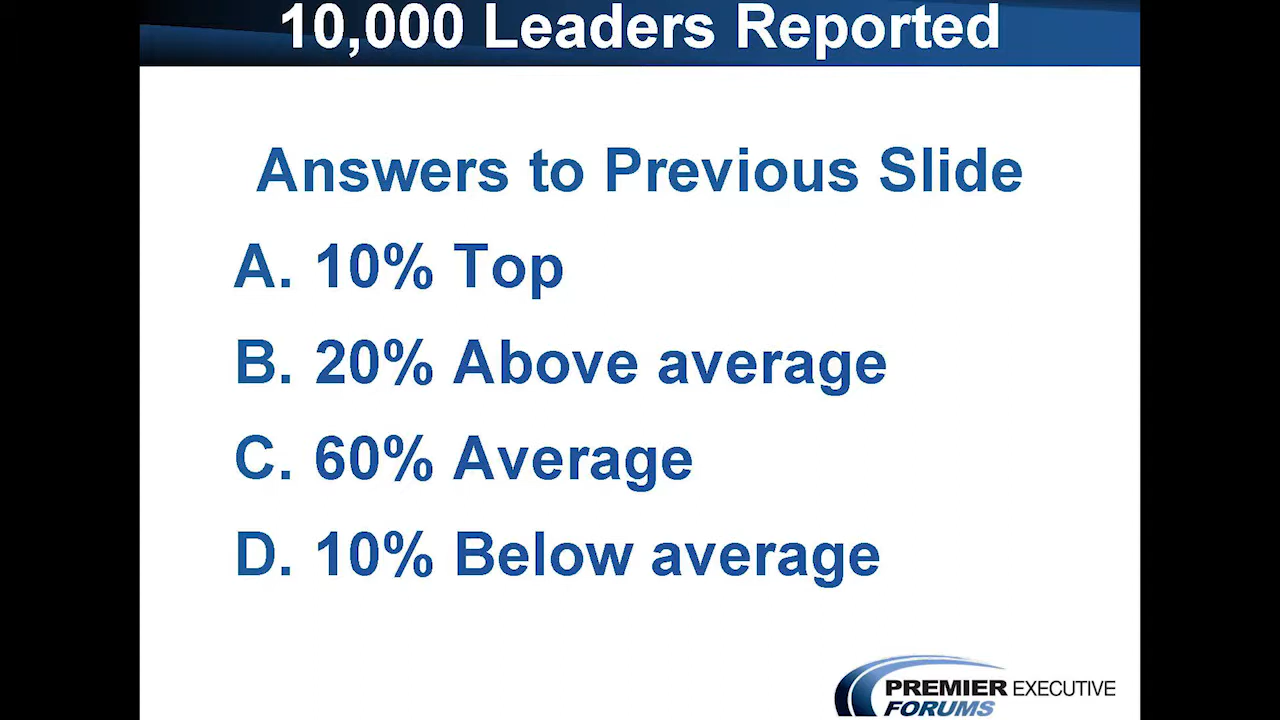 10,000 Leaders Reported
Answers to Previous Slide
A. 10% Top
B. 20% Above average
C. 60% Average
D. 10% Below average
PREMIER EXECUTIVE
FORUMS